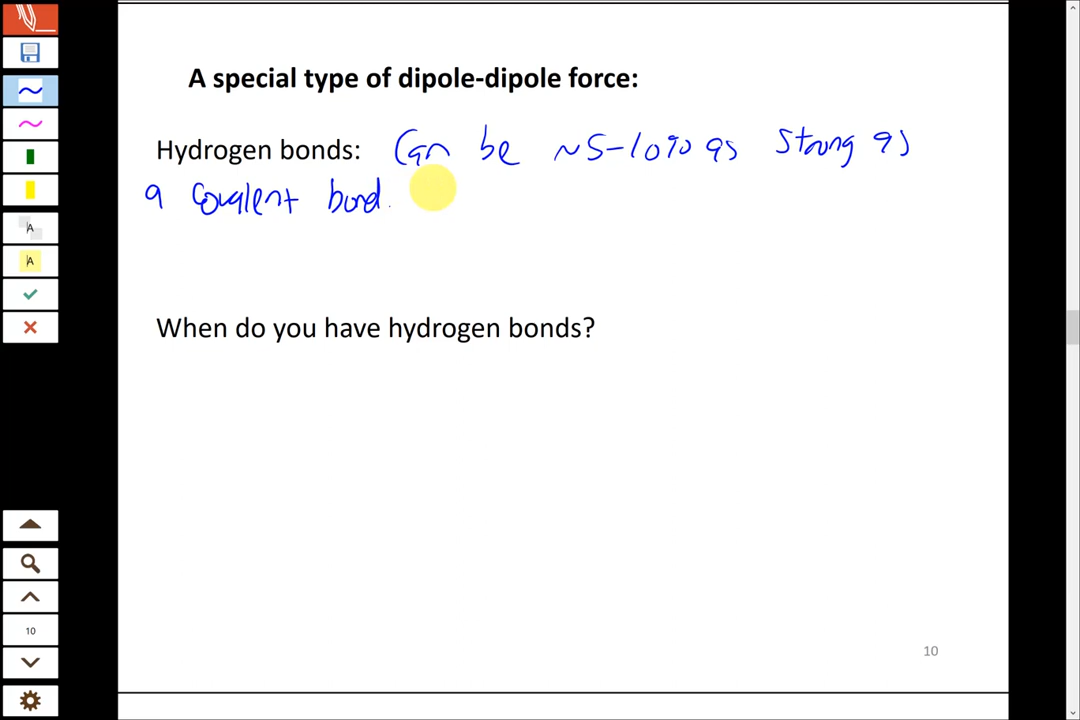 A special type of dipole-dipole force:
Hydrogen bonds: Can be ~5-10% as strong as
a covalent bond.
When do you have hydrogen bonds?
10
10
A
A